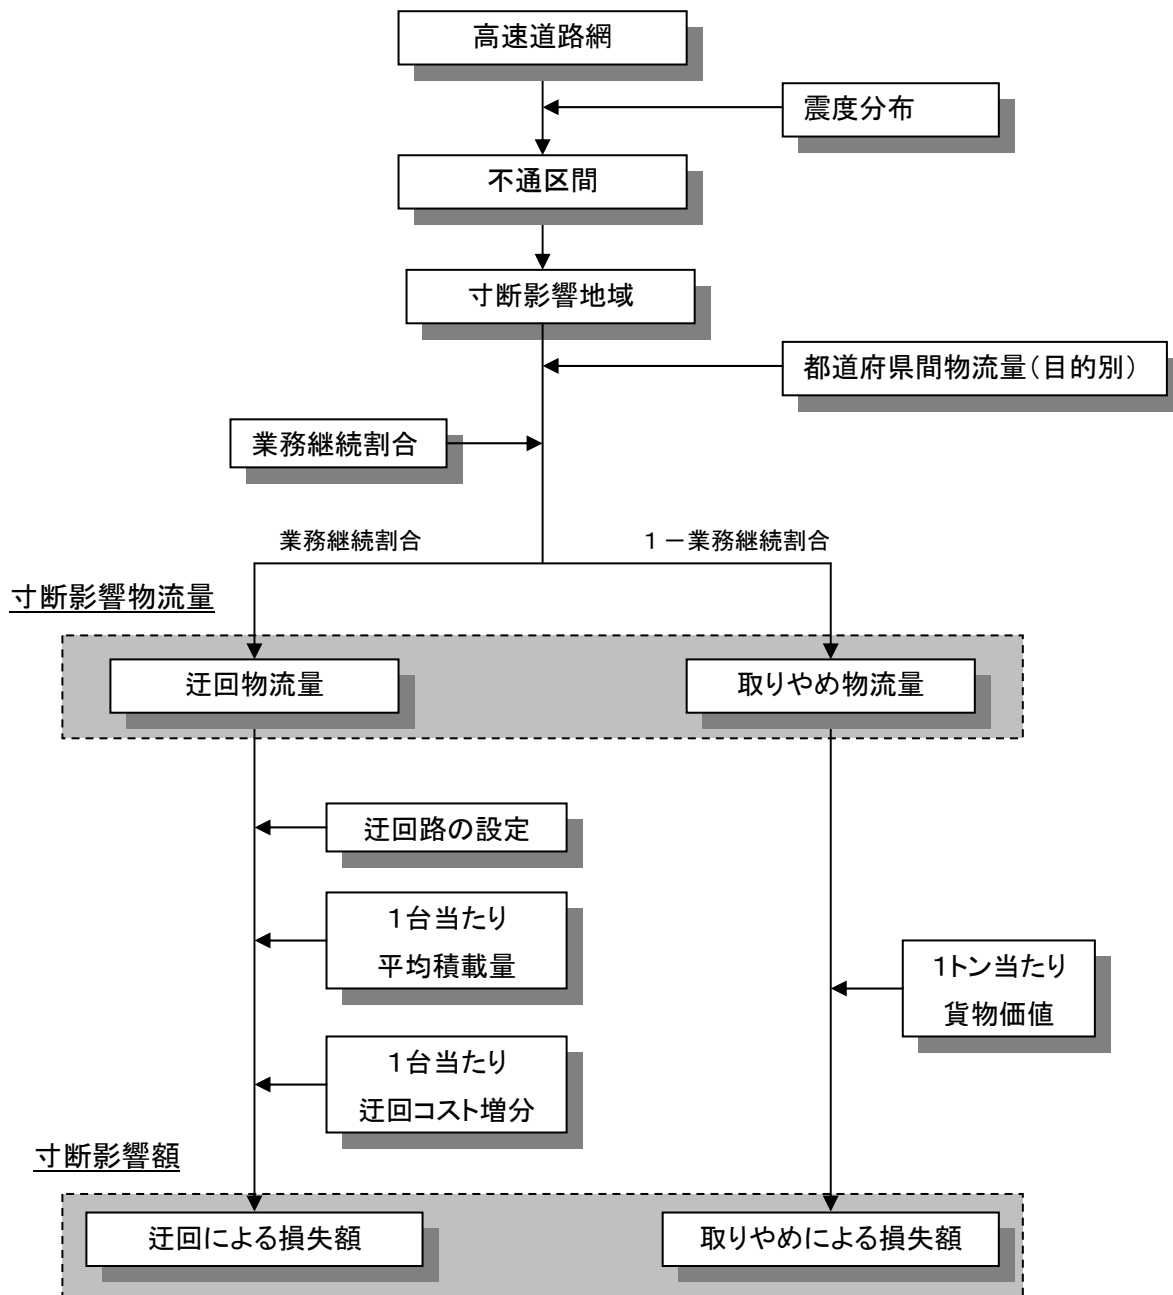 高速道路網
震度分布
不通区間
寸断影響地域
都道府県間物流量（目的別）
業務継続割合
業務継続割合
１－業務継続割合
寸断影響物流量
迂回物流量
取りやめ物流量
迂回路の設定
１台当たり
平均積載量
１トン当たり
貨物価値
１台当たり
迂回コスト増分
寸断影響額
迂回による損失額
取りやめによる損失額